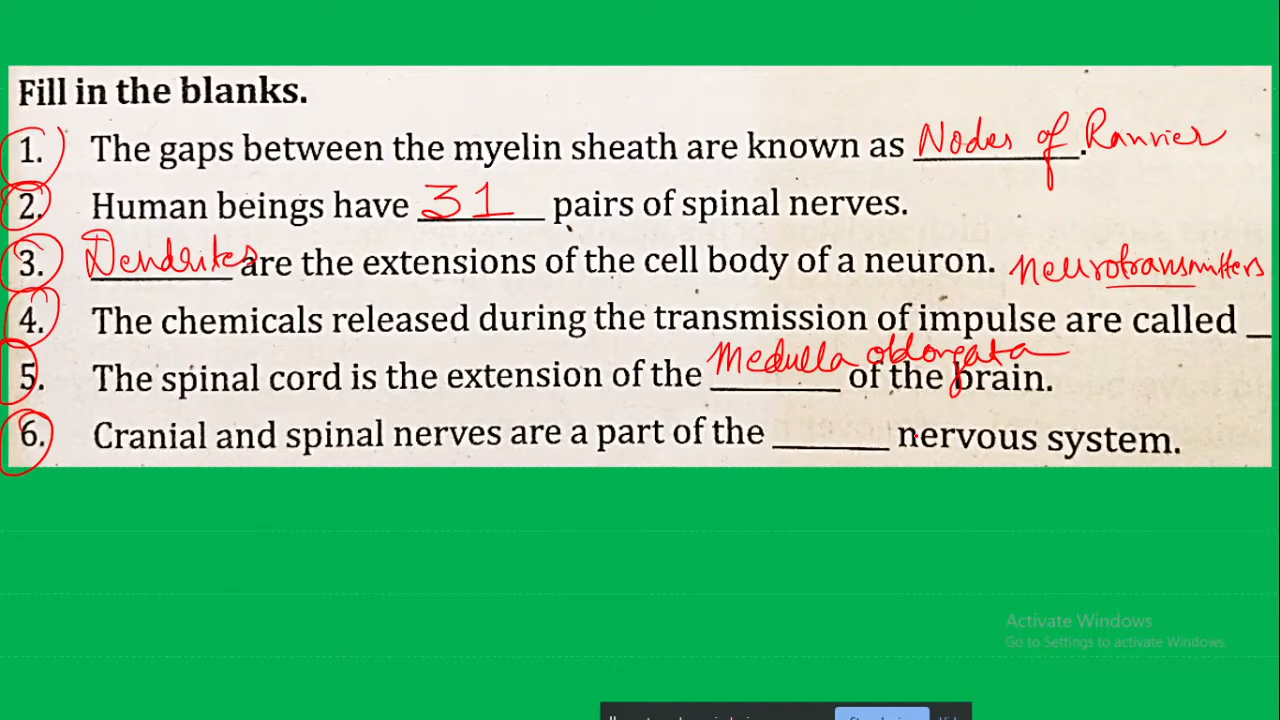 Fill in the blanks.
1. The gaps between the myelin sheath are known as Nodes of Ranvier.
2. Human beings have 31 pairs of spinal nerves.
3. Dendrites are the extensions of the cell body of a neuron. neurotransmitters
4. The chemicals released during the transmission of impulse are called __
5. The spinal cord is the extension of the Medulla oblongata of the brain.
6. Cranial and spinal nerves are a part of the ______ nervous system.
Activate Windows
Go to Settings to activate Windows.